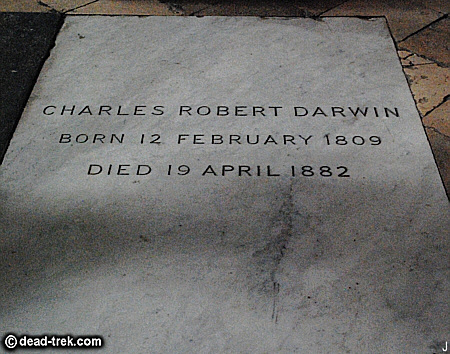 CHARLES ROBERT DARWIN
BORN 12 FEBRUARY 1809
DIED 19 APRIL 1882
© dead-trek.com
J